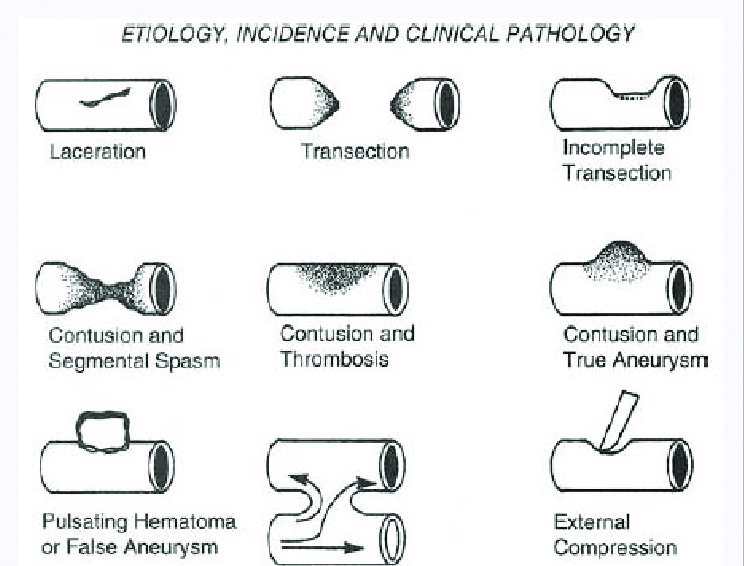 ETIOLOGY, INCIDENCE AND CLINICAL PATHOLOGY
Laceration
Transection
Incomplete
Transection
Contusion and
Segmental Spasm
Contusion and
Thrombosis
Contusion and
True Aneurysm
Pulsating Hematoma
or False Aneurysm
External
Compression